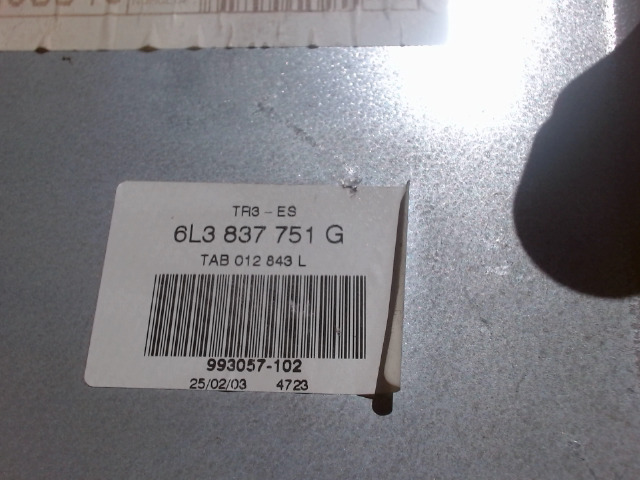 TR3 - ES
6L3 837 751 G
TAB 012 843 L
993057-102
25/02/03 4723